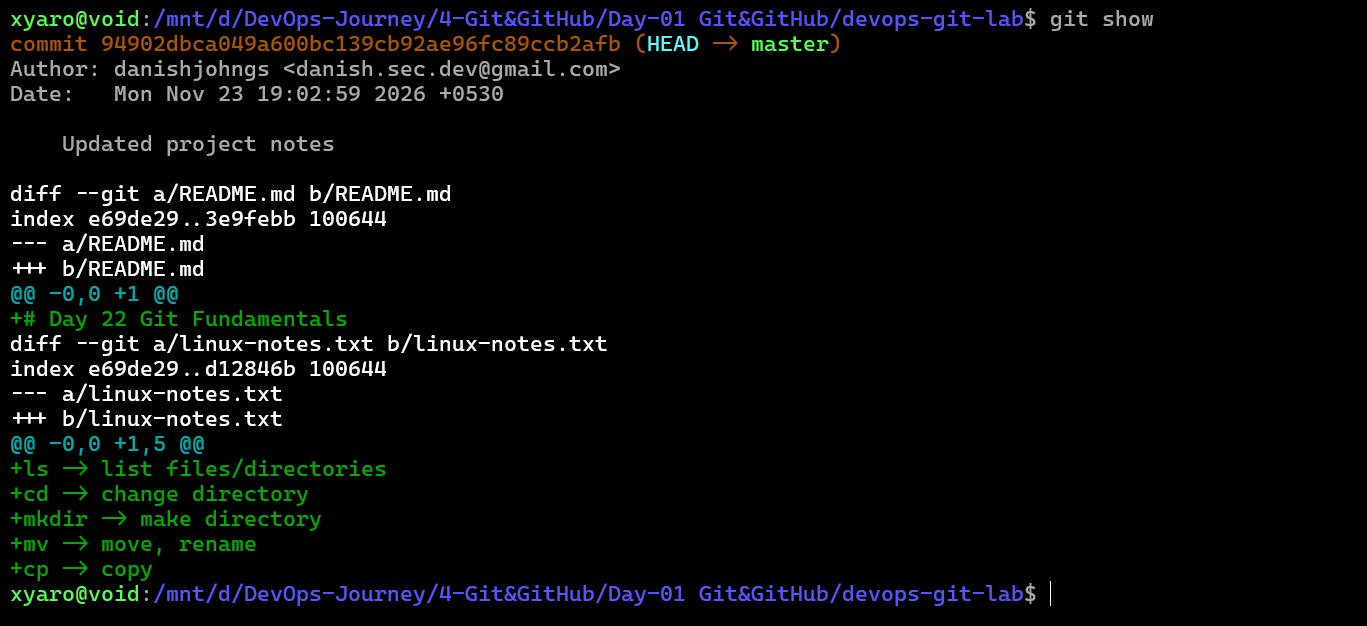 xyaro@void:/mnt/d/DevOps-Journey/4-Git&GitHub/Day-01 Git&GitHub/devops-git-lab$ git show
commit 94902dbca049a600bc139cb92ae96fc89ccb2afb (HEAD -> master)
Author: danishjohngs <danish.sec.dev@gmail.com>
Date:   Mon Nov 23 19:02:59 2026 +0530

    Updated project notes

diff --git a/README.md b/README.md
index e69de29..3e9febb 100644
--- a/README.md
+++ b/README.md
@@ -0,0 +1 @@
+# Day 22 Git Fundamentals
diff --git a/linux-notes.txt b/linux-notes.txt
index e69de29..d12846b 100644
--- a/linux-notes.txt
+++ b/linux-notes.txt
@@ -0,0 +1,5 @@
+ls --> list files/directories
+cd --> change directory
+mkdir --> make directory
+mv --> move, rename
+cp --> copy
xyaro@void:/mnt/d/DevOps-Journey/4-Git&GitHub/Day-01 Git&GitHub/devops-git-lab$